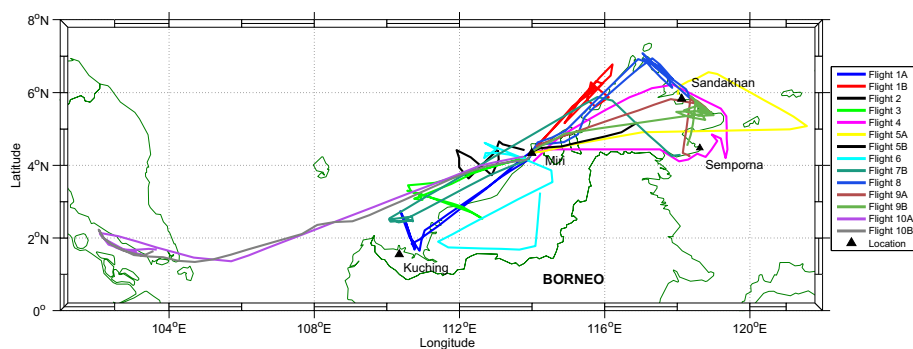 8°N
6°N
4°N
2°N
0°
Latitude
104°E
108°E
112°E
116°E
120°E
Longitude
Sandakhan
Miri
Semporna
Kuching
BORNEO
Flight 1A
Flight 1B
Flight 2
Flight 3
Flight 4
Flight 5A
Flight 5B
Flight 6
Flight 7B
Flight 8
Flight 9A
Flight 9B
Flight 10A
Flight 10B
Location